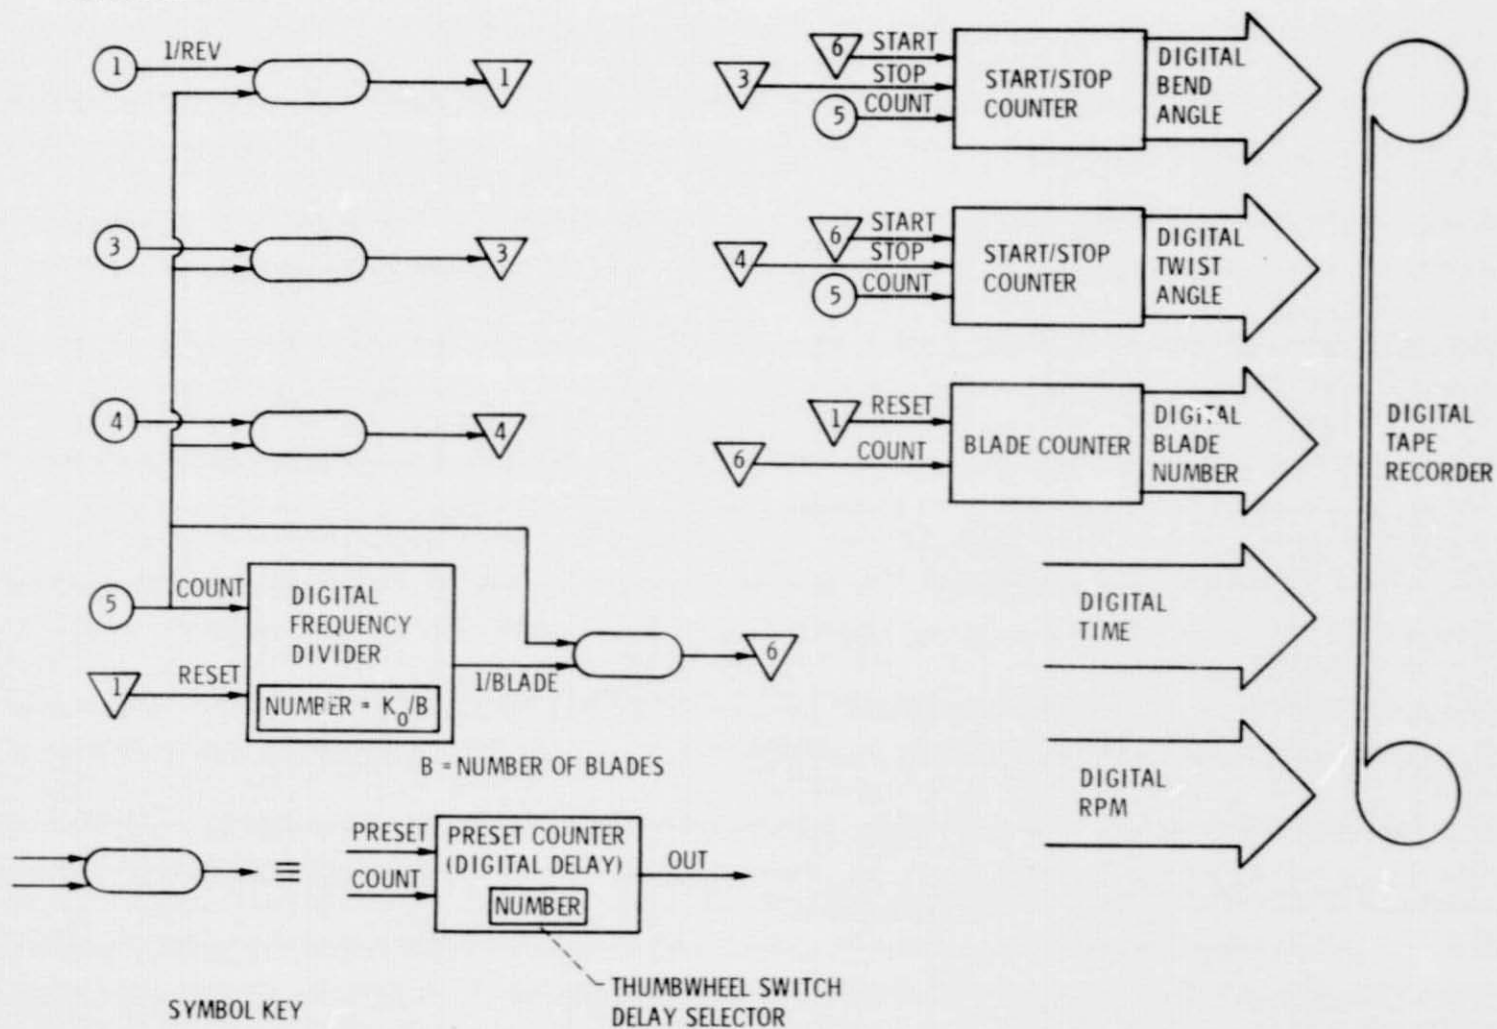 1
1/REV
1
3
3
4
4
5
COUNT
1
RESET
DIGITAL
FREQUENCY
DIVIDER
NUMBER = K0/B
1/BLADE
6
B = NUMBER OF BLADES
6
START
3
STOP
5
COUNT
START/STOP
COUNTER
DIGITAL
BEND
ANGLE
6
START
4
STOP
5
COUNT
START/STOP
COUNTER
DIGITAL
TWIST
ANGLE
1
RESET
6
COUNT
BLADE COUNTER
DIGITAL
BLADE
NUMBER
DIGITAL
TIME
DIGITAL
RPM
DIGITAL
TAPE
RECORDER
≡
PRESET
COUNT
PRESET COUNTER
(DIGITAL DELAY)
NUMBER
OUT
THUMBWHEEL SWITCH
DELAY SELECTOR
SYMBOL KEY